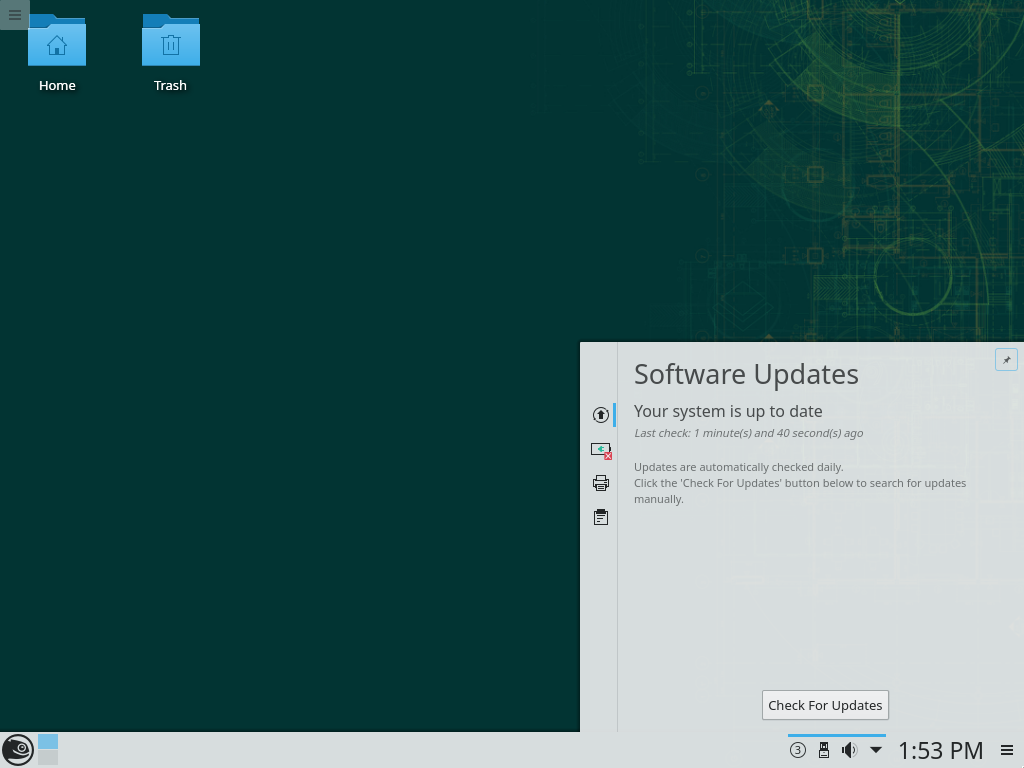 Home
Trash
Software Updates
Your system is up to date
Last check: 1 minute(s) and 40 second(s) ago
Updates are automatically checked daily.
Click the 'Check For Updates' button below to search for updates
manually.
Check For Updates
3
1:53 PM